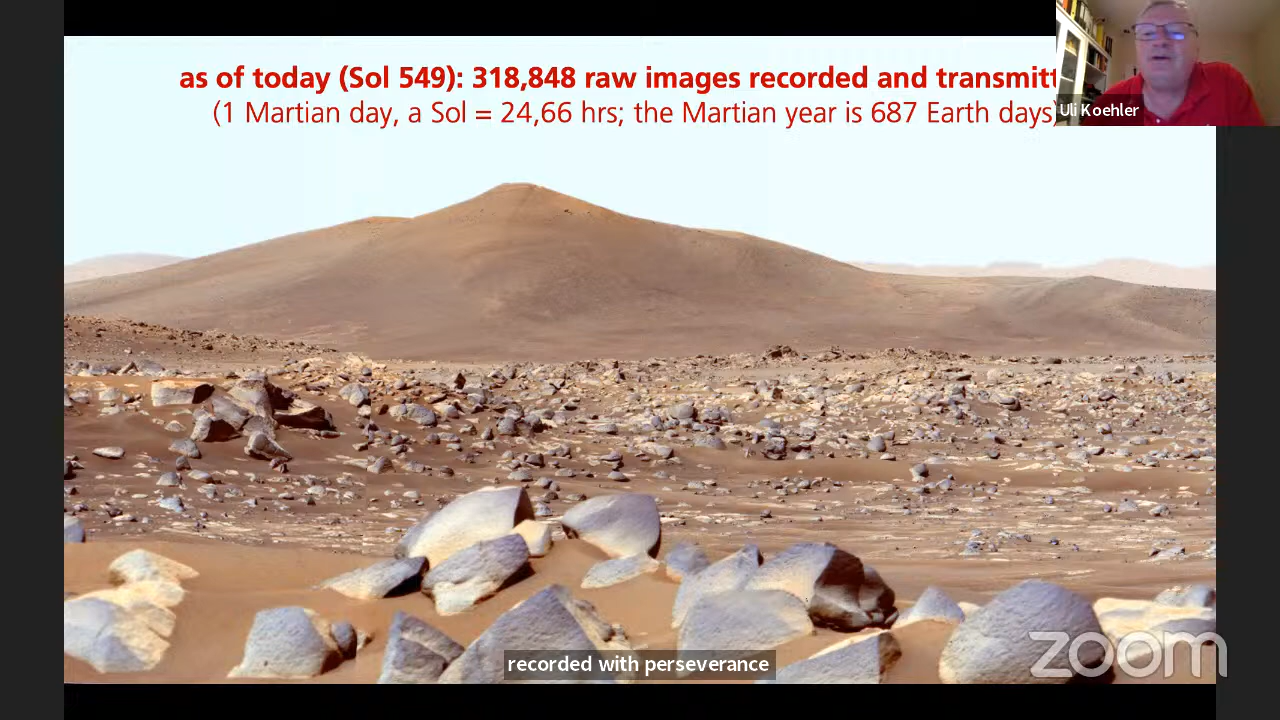 as of today (Sol 549): 318,848 raw images recorded and
(1 Martian day, a Sol = 24,66 hrs; the Martian year is 687 Earth days)
Uli Koehler
recorded with perseverance
zoom